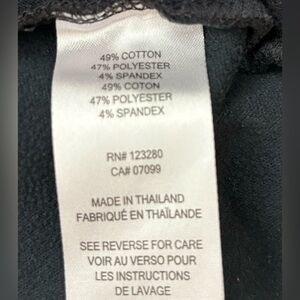 49% COTTON
47% POLYESTER
4% SPANDEX
49% COTON
47% POLYESTER
4% SPANDEX
RN# 123280
CA# 07099
MADE IN THAILAND
FABRIQUÉ EN THAÏLANDE
SEE REVERSE FOR CARE
VOIR AU VERSO POUR
LES INSTRUCTIONS
DE LAVAGE